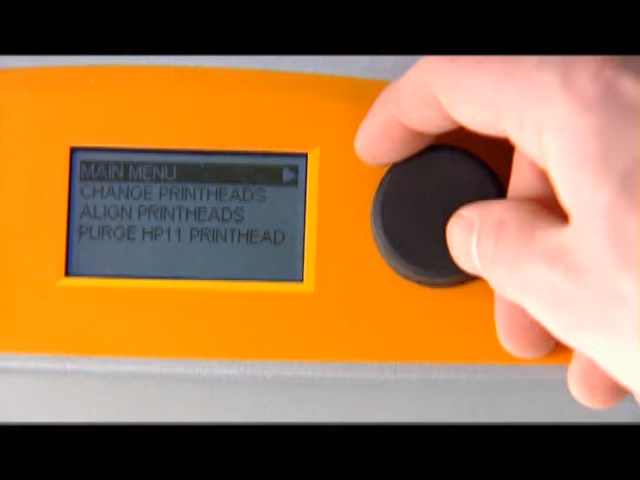 MAIN MENU
CHANGE PRINTHEADS
ALIGN PRINTHEADS
PURGE HP11 PRINTHEAD